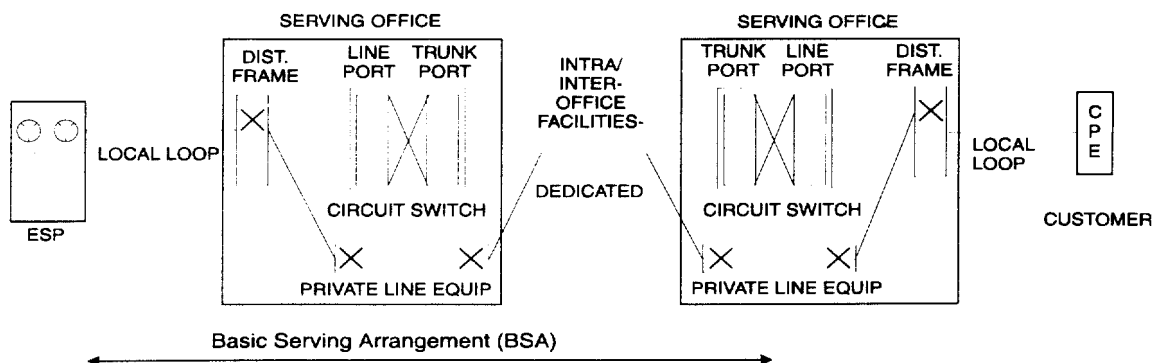 SERVING OFFICE
SERVING OFFICE
DIST.
FRAME
LINE
PORT
TRUNK
PORT
INTRA/
INTER-
OFFICE
FACILITIES-
DEDICATED
TRUNK
PORT
LINE
PORT
DIST.
FRAME
LOCAL LOOP
ESP
CIRCUIT SWITCH
CIRCUIT SWITCH
LOCAL
LOOP
C
P
E
CUSTOMER
PRIVATE LINE EQUIP
PRIVATE LINE EQUIP
Basic Serving Arrangement (BSA)